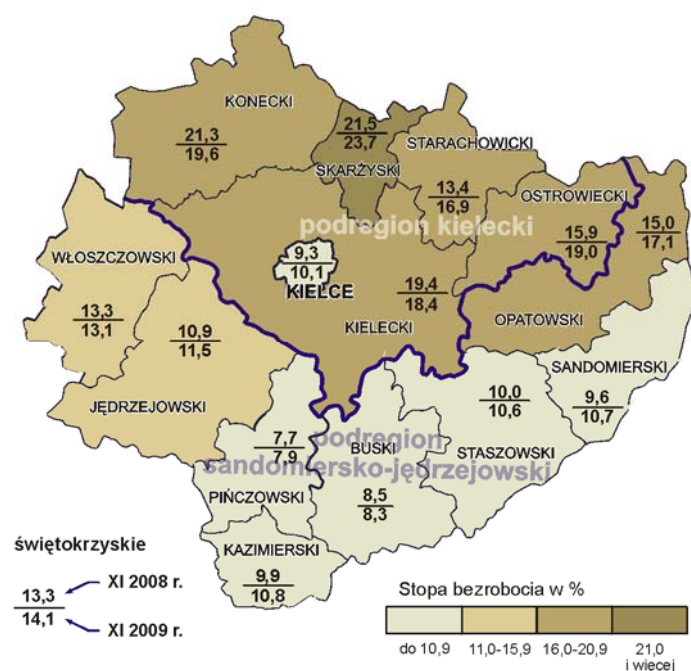 KONECKI
21,3
19,6
21,5
23,7
SKARŻYSKI
STARACHOWICKI
13,4
16,9
OSTROWIECKI
15,9
19,0
15,0
17,1
podregion kielecki
WŁOSZCZOWSKI
13,3
13,1
9,3
10,1
KIELCE
19,4
18,4
KIELECKI
OPATOWSKI
10,9
11,5
JĘDRZEJOWSKI
SANDOMIERSKI
9,6
10,7
10,0
10,6
STASZOWSKI
7,7
7,9
PIŃCZOWSKI
podregion
sandomiersko-jędrzejowski
BUSKI
8,5
8,3
KAZIMIERSKI
9,9
10,8
świętokrzyskie
13,3 XI 2008 r.
14,1 XI 2009 r.
Stopa bezrobocia w %
do 10,9 11,0-15,9 16,0-20,9 21,0
i wiecej